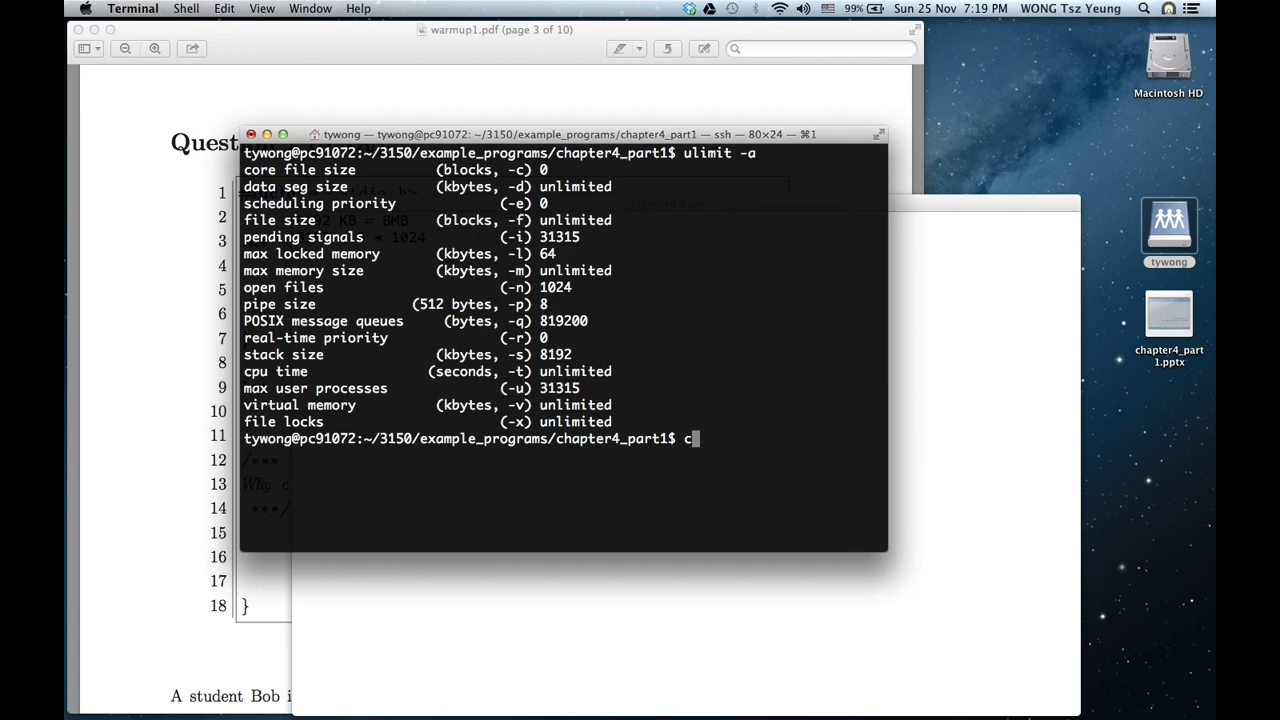 Terminal Shell Edit View Window Help 99% Sun 25 Nov 7:19 PM WONG Tsz Yeung
warmup1.pdf (page 3 of 10)
Macintosh HD
tywong — tywong@pc91072: ~/3150/example_programs/chapter4_part1 — ssh — 80×24 — ⌘1
tywong@pc91072:~/3150/example_programs/chapter4_part1$ ulimit -a
core file size (blocks, -c) 0
data seg size (kbytes, -d) unlimited
scheduling priority (-e) 0
file size (blocks, -f) unlimited
pending signals (-i) 31315
max locked memory (kbytes, -l) 64
max memory size (kbytes, -m) unlimited
open files (-n) 1024
pipe size (512 bytes, -p) 8
POSIX message queues (bytes, -q) 819200
real-time priority (-r) 0
stack size (kbytes, -s) 8192
cpu time (seconds, -t) unlimited
max user processes (-u) 31315
virtual memory (kbytes, -v) unlimited
file locks (-x) unlimited
tywong@pc91072:~/3150/example_programs/chapter4_part1$ c
Ques
1
2 KB = 8MB
3 * 1024
4
5
6
7
8
9
10
11
12 /***
13 Why
14 ***/
15
16
17
18 }
A student Bob i
tywong
chapter4_part
1.pptx